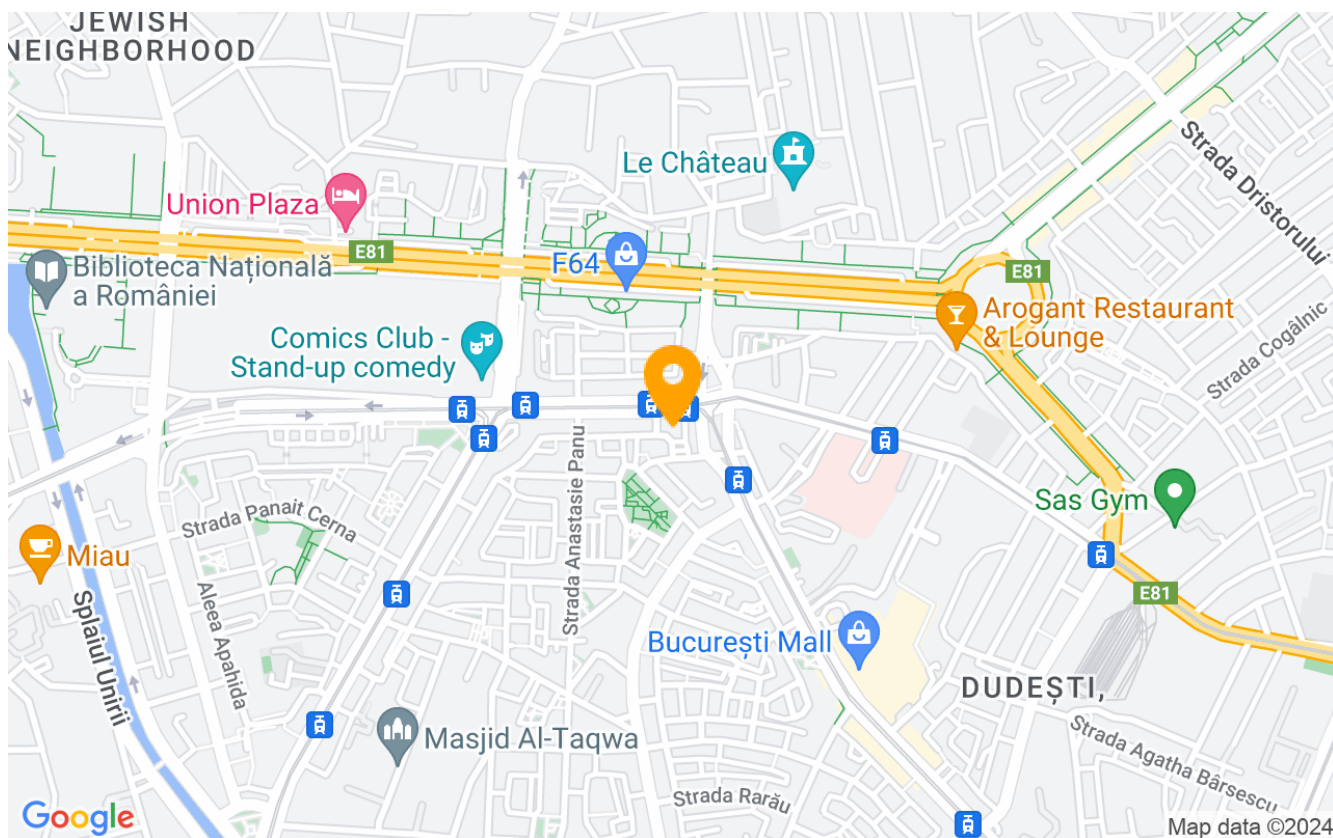 JEWISH
NEIGHBORHOOD
Le Château
Strada Dristorului
Union Plaza
E81
F64
E81
Biblioteca Națională
a României
Arogant Restaurant
& Lounge
Strada Cogâlnic
Comics Club -
Stand-up comedy
Strada Anastasie Panu
Strada Panait Cerna
Sas Gym
Miau
Aleea Apahida
Splaiul Unirii
E81
București Mall
DUDEȘTI,
Masjid Al-Taqwa
Strada Agatha Bârsescu
Strada Rarău
Google
Map data ©2024